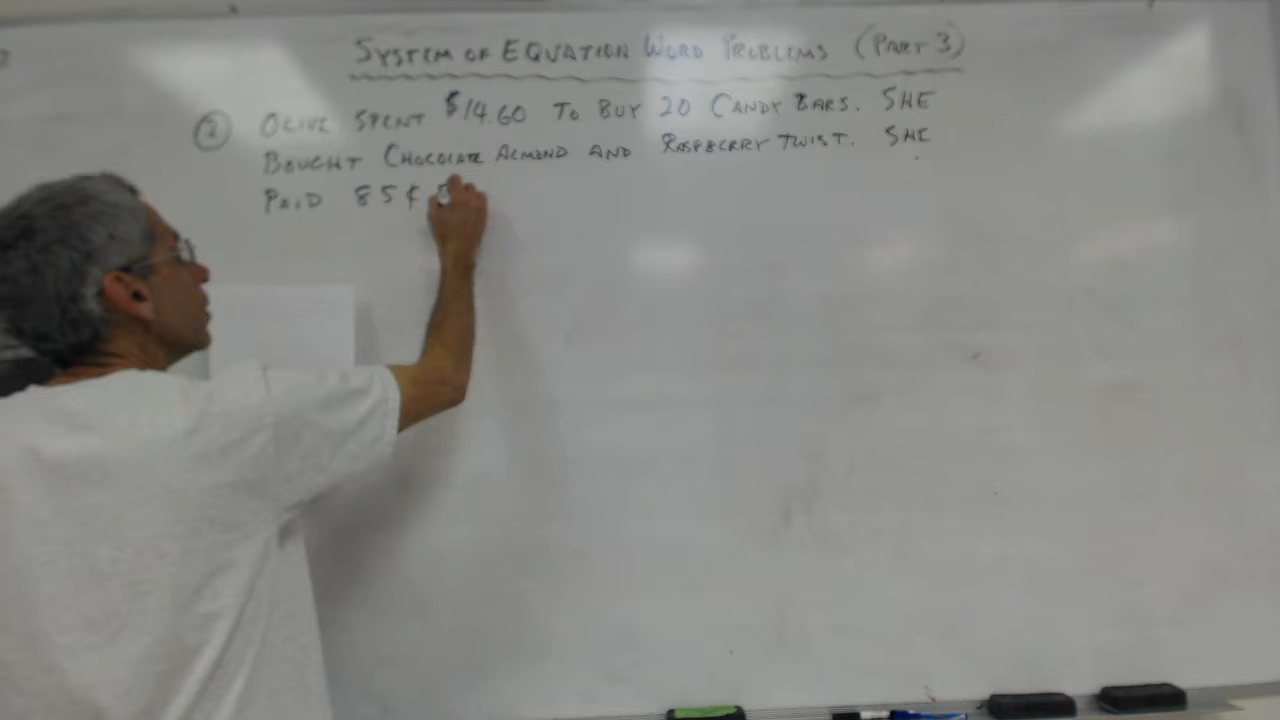 SYSTEM OF EQUATION WORD PROBLEMS (PART 3)
② OLIVE SPENT $14.60 TO BUY 20 CANDY BARS. SHE
BOUGHT CHOCOLATE ALMOND AND RASPBERRY TWIST. SHE
PAID 85¢